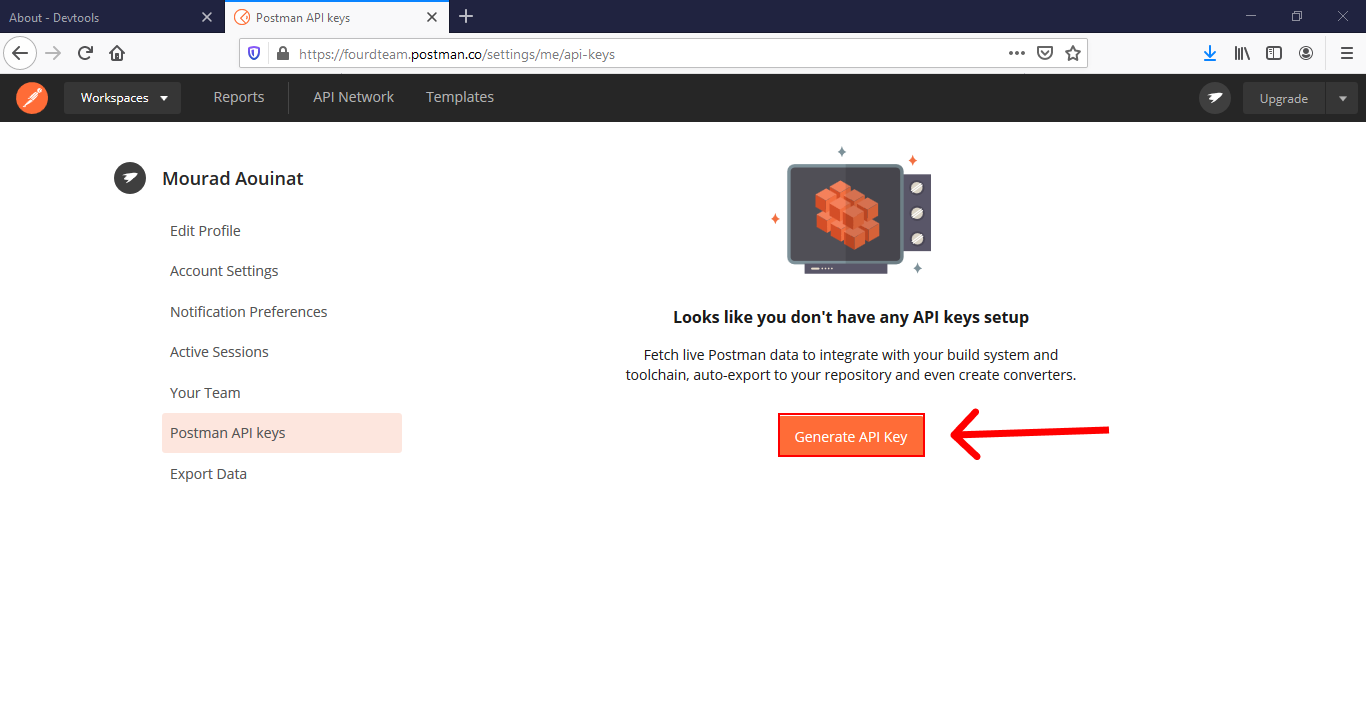 About - Devtools
Postman API keys
https://fourdteam.postman.co/settings/me/api-keys
Workspaces
Reports
API Network
Templates
Upgrade
Mourad Aouinat
Edit Profile
Account Settings
Notification Preferences
Active Sessions
Your Team
Postman API keys
Export Data
Looks like you don't have any API keys setup
Fetch live Postman data to integrate with your build system and
toolchain, auto-export to your repository and even create converters.
Generate API Key